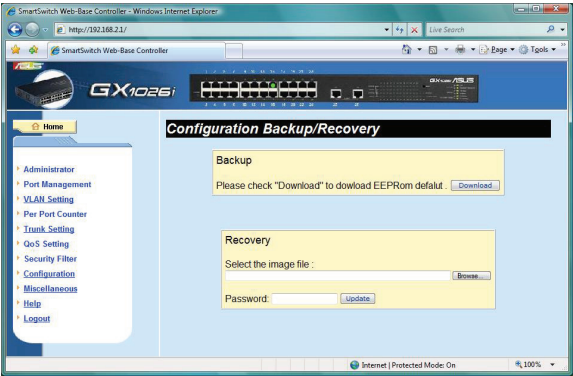 SmartSwitch Web-Base Controller - Windows Internet Explorer
http://192.168.2.1/
Live Search
SmartSwitch Web-Base Controller
Page
Tools
ASUS
GX1026i
Home
Configuration Backup/Recovery
Backup
Please check "Download" to dowload EEPRom defalut .
Download
Administrator
Port Management
VLAN Setting
Per Port Counter
Trunk Setting
QoS Setting
Security Filter
Configuration
Miscellaneous
Help
Logout
Recovery
Select the image file :
Browse...
Password:
Update
Internet | Protected Mode: On
100%